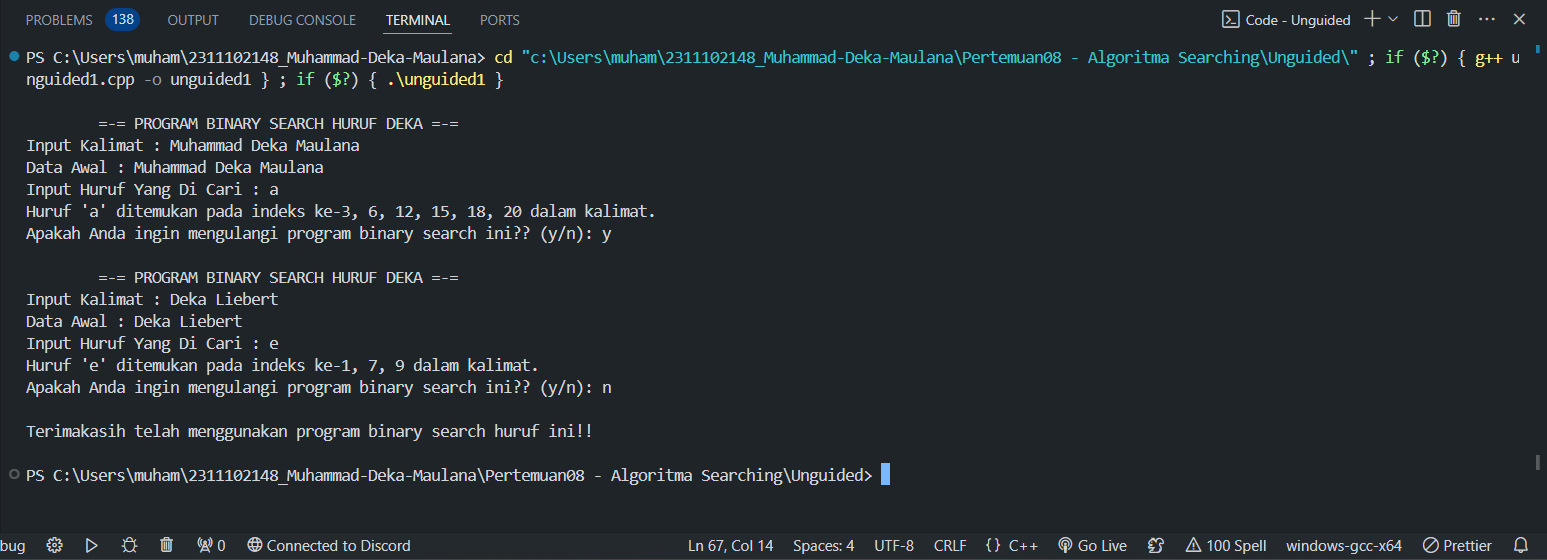 PROBLEMS 138 OUTPUT DEBUG CONSOLE TERMINAL PORTS Code - Unguided
PS C:\Users\muham\2311102148_Muhammad-Deka-Maulana> cd "c:\Users\muham\2311102148_Muhammad-Deka-Maulana\Pertemuan08 - Algoritma Searching\Unguided\" ; if ($?) { g++ u
nguided1.cpp -o unguided1 } ; if ($?) { .\unguided1 }
=-= PROGRAM BINARY SEARCH HURUF DEKA =-=
Input Kalimat : Muhammad Deka Maulana
Data Awal : Muhammad Deka Maulana
Input Huruf Yang Di Cari : a
Huruf 'a' ditemukan pada indeks ke-3, 6, 12, 15, 18, 20 dalam kalimat.
Apakah Anda ingin mengulangi program binary search ini?? (y/n): y
=-= PROGRAM BINARY SEARCH HURUF DEKA =-=
Input Kalimat : Deka Liebert
Data Awal : Deka Liebert
Input Huruf Yang Di Cari : e
Huruf 'e' ditemukan pada indeks ke-1, 7, 9 dalam kalimat.
Apakah Anda ingin mengulangi program binary search ini?? (y/n): n
Terimakasih telah menggunakan program binary search huruf ini!!
PS C:\Users\muham\2311102148_Muhammad-Deka-Maulana\Pertemuan08 - Algoritma Searching\Unguided>
bug 0 Connected to Discord Ln 67, Col 14 Spaces: 4 UTF-8 CRLF {} C++ Go Live 100 Spell windows-gcc-x64 Prettier